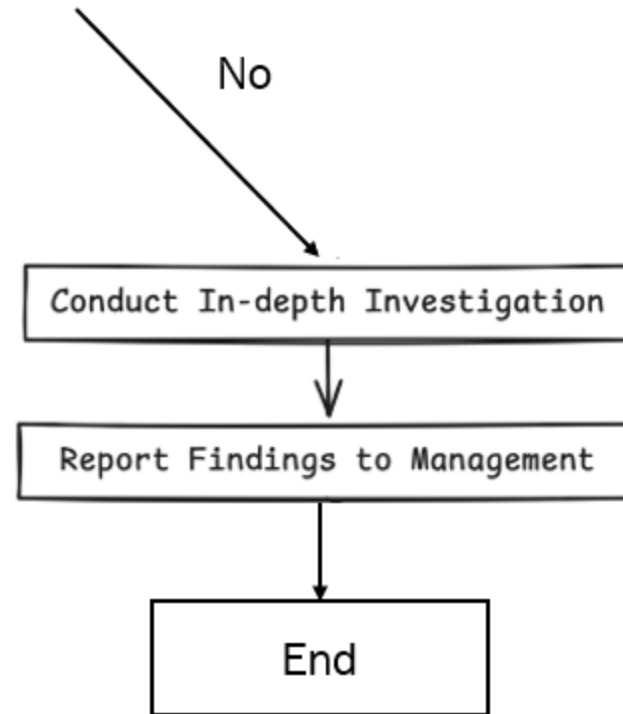 No
Conduct In-depth Investigation
Report Findings to Management
End